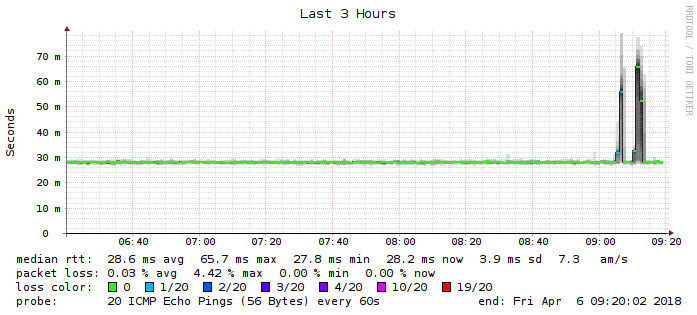 Last 3 Hours
RRDTOOL / TOBI OETIKER
Seconds
70 m
60 m
50 m
40 m
30 m
20 m
10 m
0
06:40 07:00 07:20 07:40 08:00 08:20 08:40 09:00 09:20
median rtt: 28.6 ms avg 65.7 ms max 27.8 ms min 28.2 ms now 3.9 ms sd 7.3 am/s
packet loss: 0.03 % avg 4.42 % max 0.00 % min 0.00 % now
loss color: 0 1/20 2/20 3/20 4/20 10/20 19/20
probe: 20 ICMP Echo Pings (56 Bytes) every 60s end: Fri Apr 6 09:20:02 2018